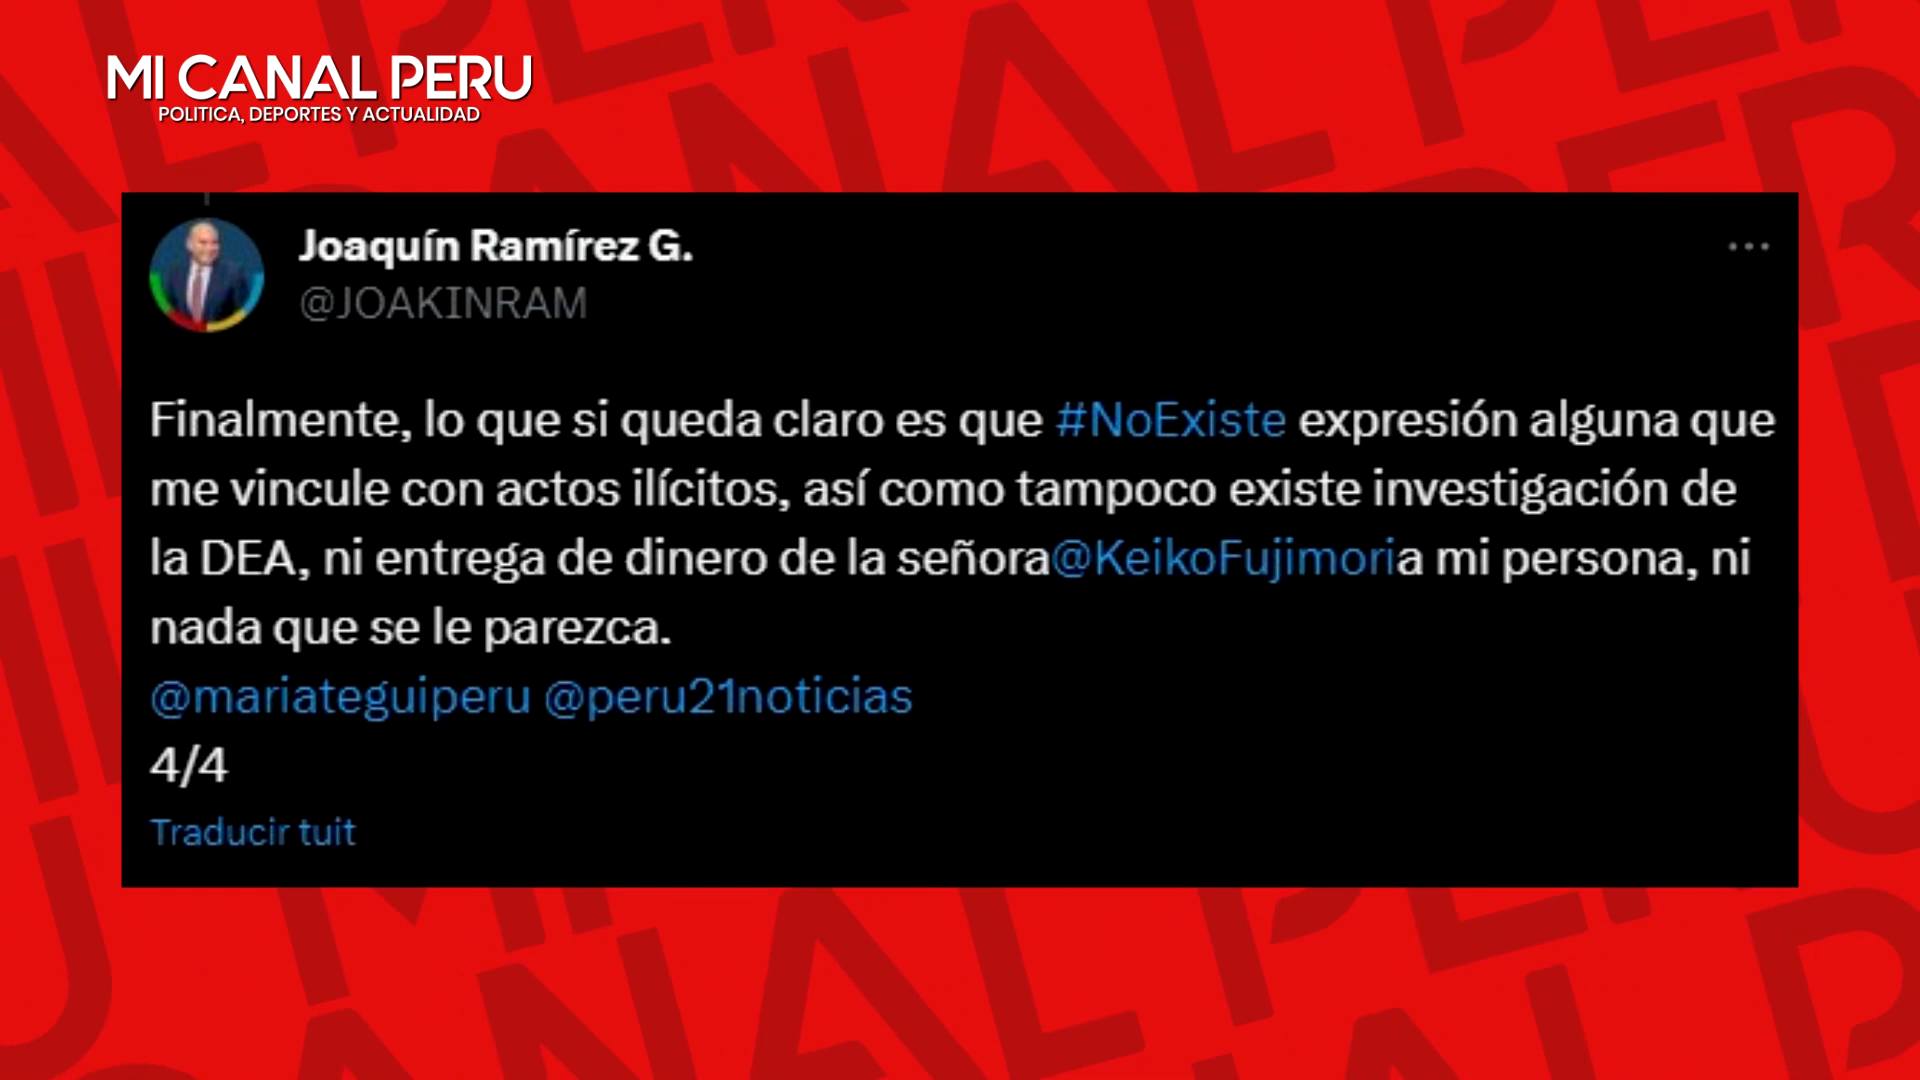 MI CANAL PERU
POLITICA, DEPORTES Y ACTUALIDAD
Joaquín Ramírez G.
@JOAKINRAM
Finalmente, lo que si queda claro es que #NoExiste expresión alguna que
me vincule con actos ilícitos, así como tampoco existe investigación de
la DEA, ni entrega de dinero de la señora@KeikoFujimoria mi persona, ni
nada que se le parezca.
@mariateguiperu @peru21noticias
4/4
Traducir tuit